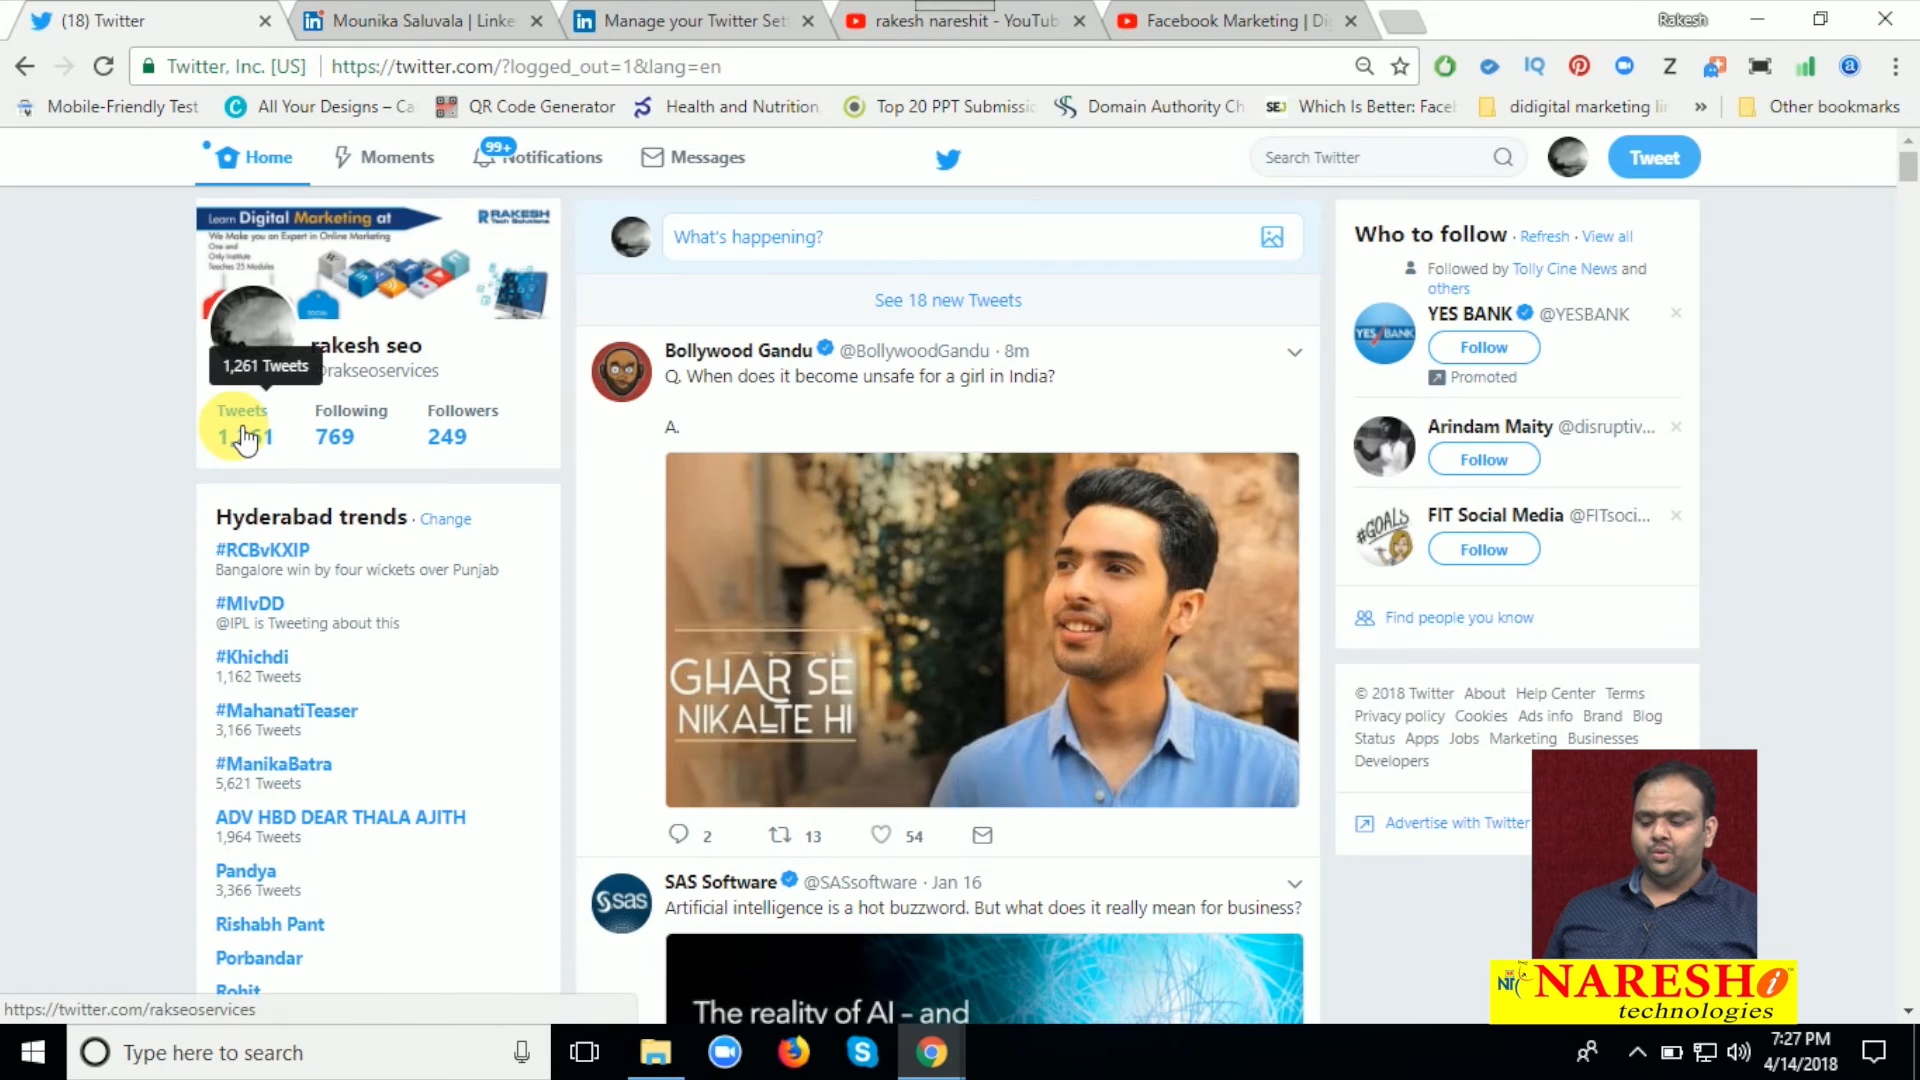 (18) Twitter
Mounika Saluvala | Linke
Manage your Twitter Set
rakesh nareshit - YouTub
Facebook Marketing | Di
Rakesh
Twitter, Inc. [US]
https://twitter.com/?logged_out=1&lang=en
Mobile-Friendly Test
All Your Designs – Ca
QR Code Generator
Health and Nutrition
Top 20 PPT Submissic
Domain Authority Ch
Which Is Better: Facel
didigital marketing lin
»
Other bookmarks
Home
Moments
99+
Notifications
Messages
Search Twitter
Tweet
Learn Digital Marketing at
RAKESH
Tech Solutions
We Make you an Expert in Online Marketing
One and
Only Institute
Teaches 25 Modules
rakesh seo
1,261 Tweets
@rakseoservices
Tweets Following Followers
769 249
Hyderabad trends · Change
#RCBvKXIP
Bangalore win by four wickets over Punjab
#MIvDD
@IPL is Tweeting about this
#Khichdi
1,162 Tweets
#MahanatiTeaser
3,166 Tweets
#ManikaBatra
5,621 Tweets
ADV HBD DEAR THALA AJITH
1,964 Tweets
Pandya
3,366 Tweets
Rishabh Pant
Porbandar
Rohit
https://twitter.com/rakseoservices
What's happening?
See 18 new Tweets
Bollywood Gandu @BollywoodGandu · 8m
Q. When does it become unsafe for a girl in India?
A.
GHAR SE
NIKALTE HI
2 13 54
SAS Software @SASsoftware · Jan 16
Artificial intelligence is a hot buzzword. But what does it really mean for business?
sas
The reality of AI – and
Who to follow · Refresh · View all
Followed by Tolly Cine News and
others
YES BANK @YESBANK
YES BANK
Follow
Promoted
Arindam Maity @disruptiv...
Follow
FIT Social Media @FITsoci...
#GOALS
Follow
Find people you know
© 2018 Twitter About Help Center Terms
Privacy policy Cookies Ads info Brand Blog
Status Apps Jobs Marketing Businesses
Developers
Advertise with Twitter
NARESH i
technologies
Type here to search
7:27 PM
4/14/2018